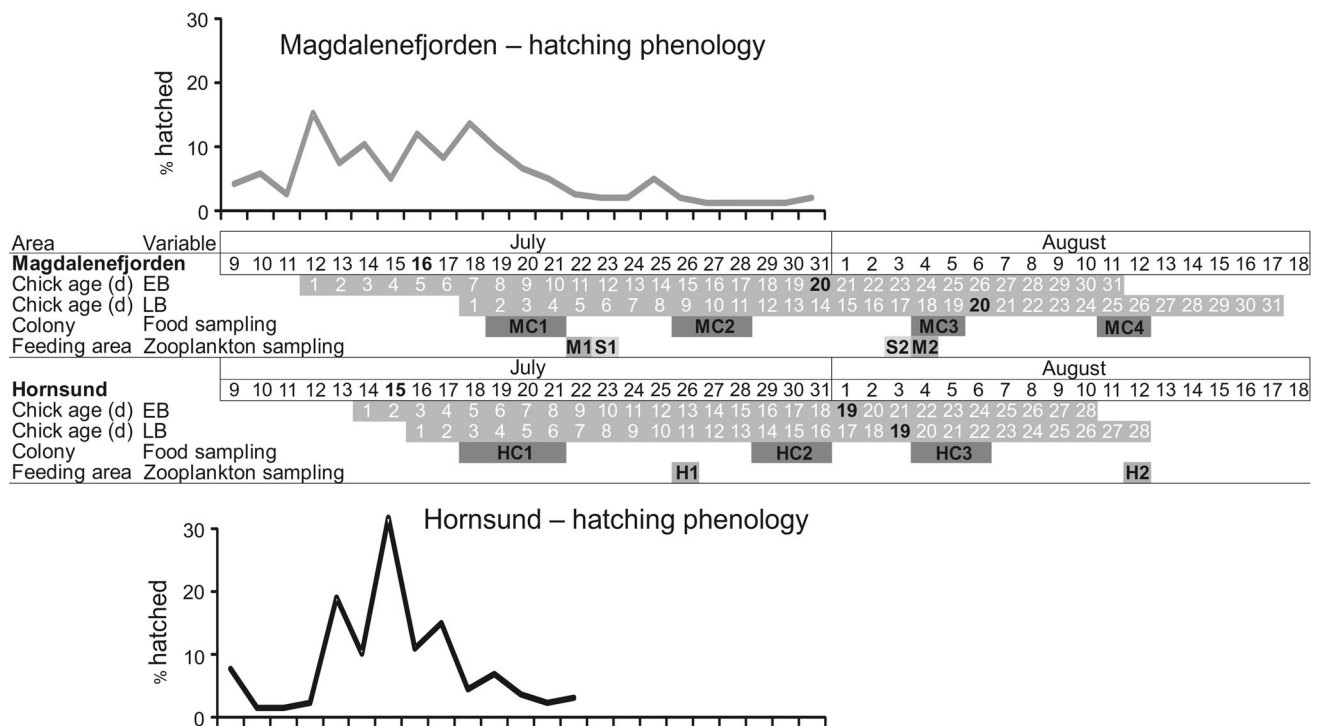 30
Magdalenefjorden – hatching phenology
20
% hatched
10
0
Area Variable July August
Magdalenefjorden 9 10 11 12 13 14 15 16 17 18 19 20 21 22 23 24 25 26 27 28 29 30 31 1 2 3 4 5 6 7 8 9 10 11 12 13 14 15 16 17 18
Chick age (d) EB 1 2 3 4 5 6 7 8 9 10 11 12 13 14 15 16 17 18 19 20 21 22 23 24 25 26 27 28 29 30 31
Chick age (d) LB 1 2 3 4 5 6 7 8 9 10 11 12 13 14 15 16 17 18 19 20 21 22 23 24 25 26 27 28 29 30 31
Colony Food sampling MC1 MC2 MC3 MC4
Feeding area Zooplankton sampling M1 S1 S2 M2
July August
Hornsund 9 10 11 12 13 14 15 16 17 18 19 20 21 22 23 24 25 26 27 28 29 30 31 1 2 3 4 5 6 7 8 9 10 11 12 13 14 15 16 17 18
Chick age (d) EB 1 2 3 4 5 6 7 8 9 10 11 12 13 14 15 16 17 18 19 20 21 22 23 24 25 26 27 28
Chick age (d) LB 1 2 3 4 5 6 7 8 9 10 11 12 13 14 15 16 17 18 19 20 21 22 23 24 25 26 27 28
Colony Food sampling HC1 HC2 HC3
Feeding area Zooplankton sampling H1 H2
Hornsund – hatching phenology
30
20
% hatched
10
0